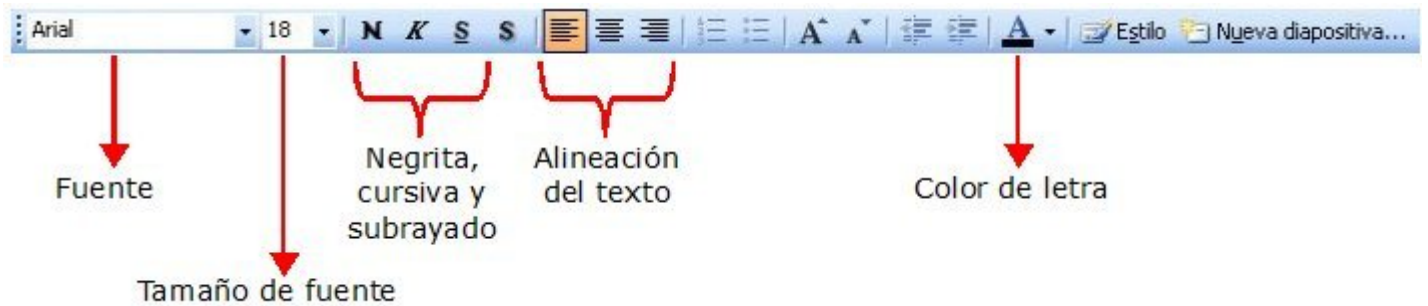 Arial 18 N K S S A A A Estilo Nueva diapositiva...
Fuente
Negrita,
cursiva y
subrayado
Alineación
del texto
Color de letra
Tamaño de fuente